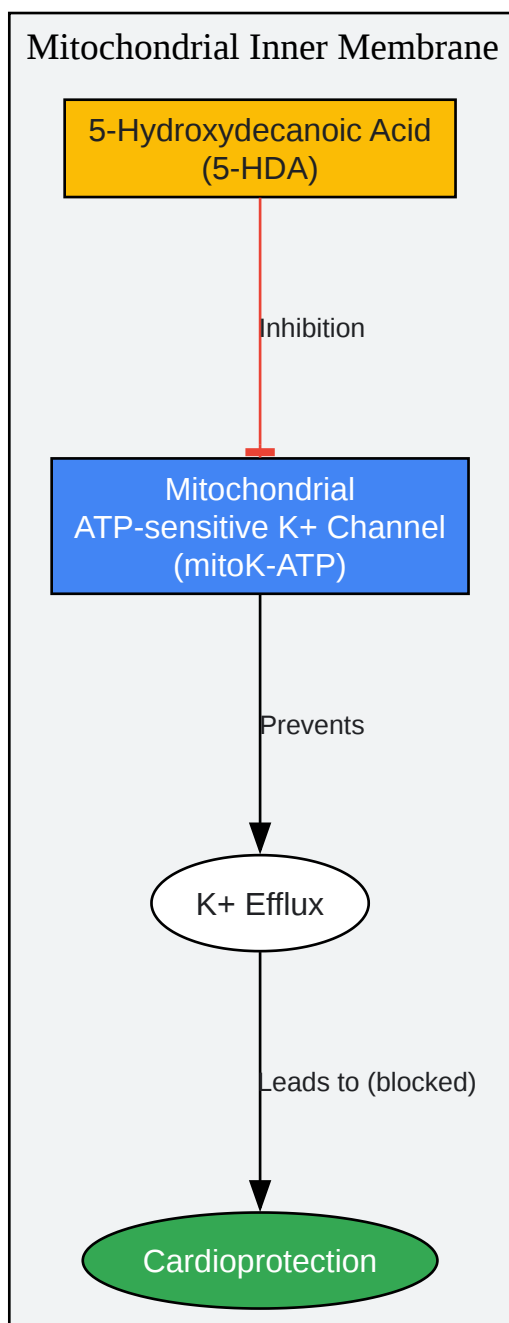 Mitochondrial Inner Membrane
5-Hydroxydecanoic Acid
(5-HDA)
Inhibition
Mitochondrial
ATP-sensitive K+ Channel
(mitoK-ATP)
Prevents
K+ Efflux
Leads to (blocked)
Cardioprotection